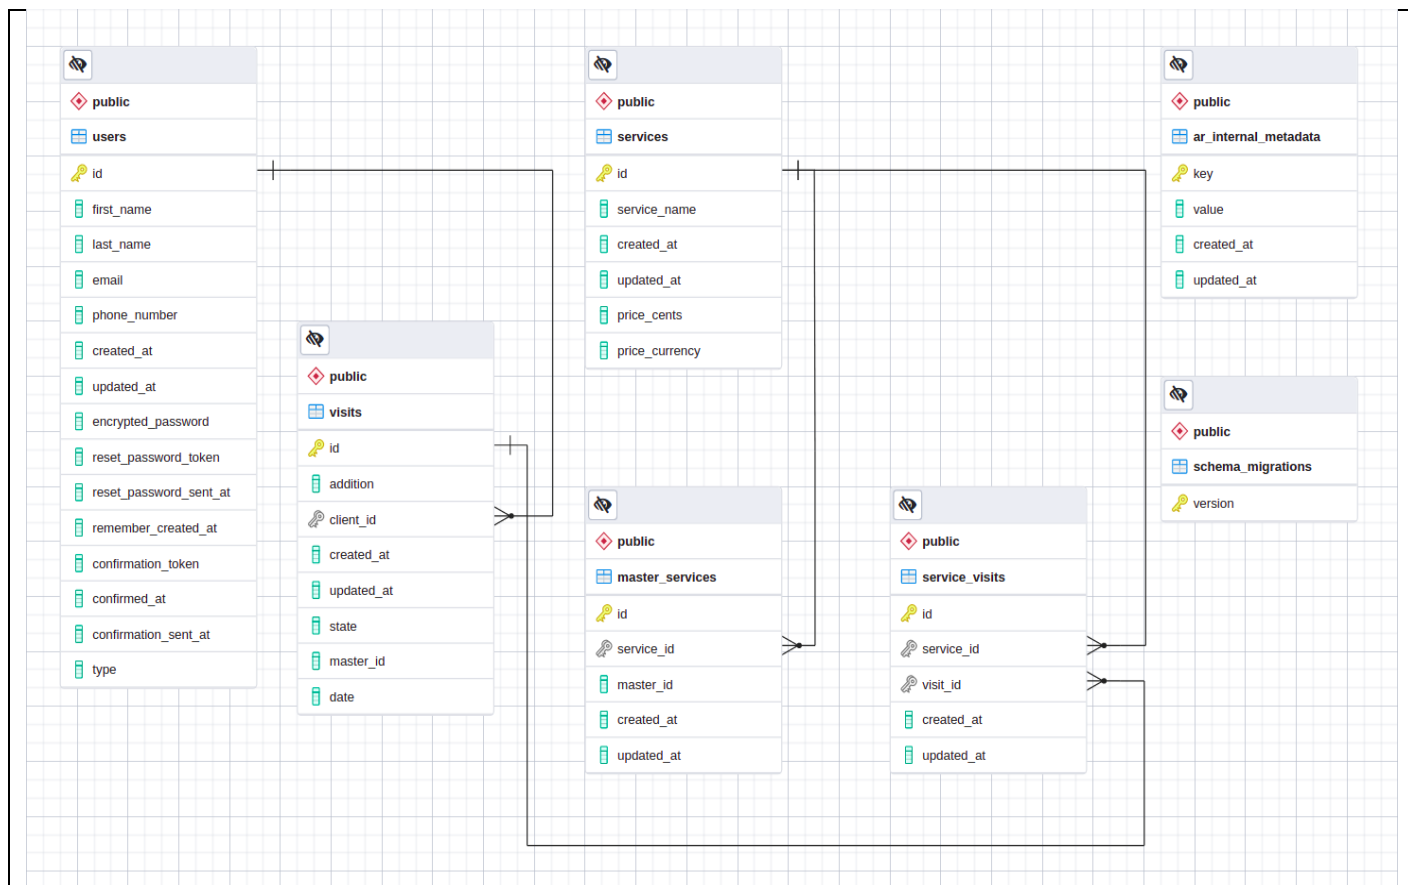 public
users
id
first_name
last_name
email
phone_number
created_at
updated_at
encrypted_password
reset_password_token
reset_password_sent_at
remember_created_at
confirmation_token
confirmed_at
confirmation_sent_at
type
public
visits
id
addition
client_id
created_at
updated_at
state
master_id
date
public
services
id
service_name
created_at
updated_at
price_cents
price_currency
public
master_services
id
service_id
master_id
created_at
updated_at
public
service_visits
id
service_id
visit_id
created_at
updated_at
public
ar_internal_metadata
key
value
created_at
updated_at
public
schema_migrations
version